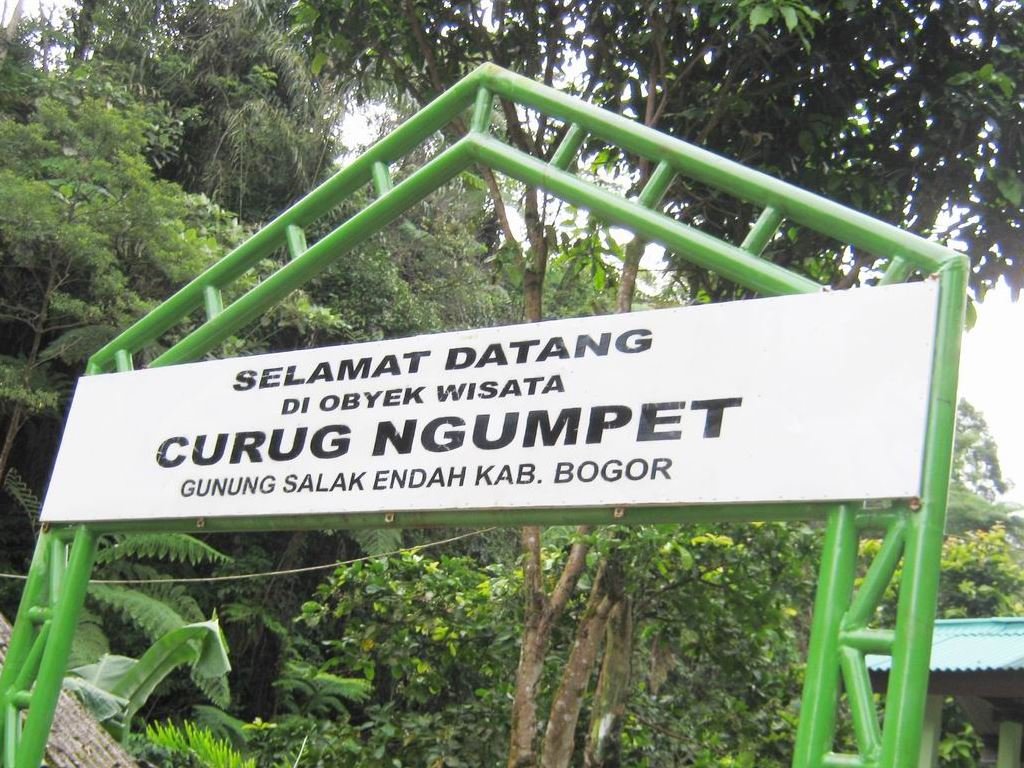 SELAMAT DATANG
DI OBYEK WISATA
CURUG NGUMPET
GUNUNG SALAK ENDAH KAB. BOGOR